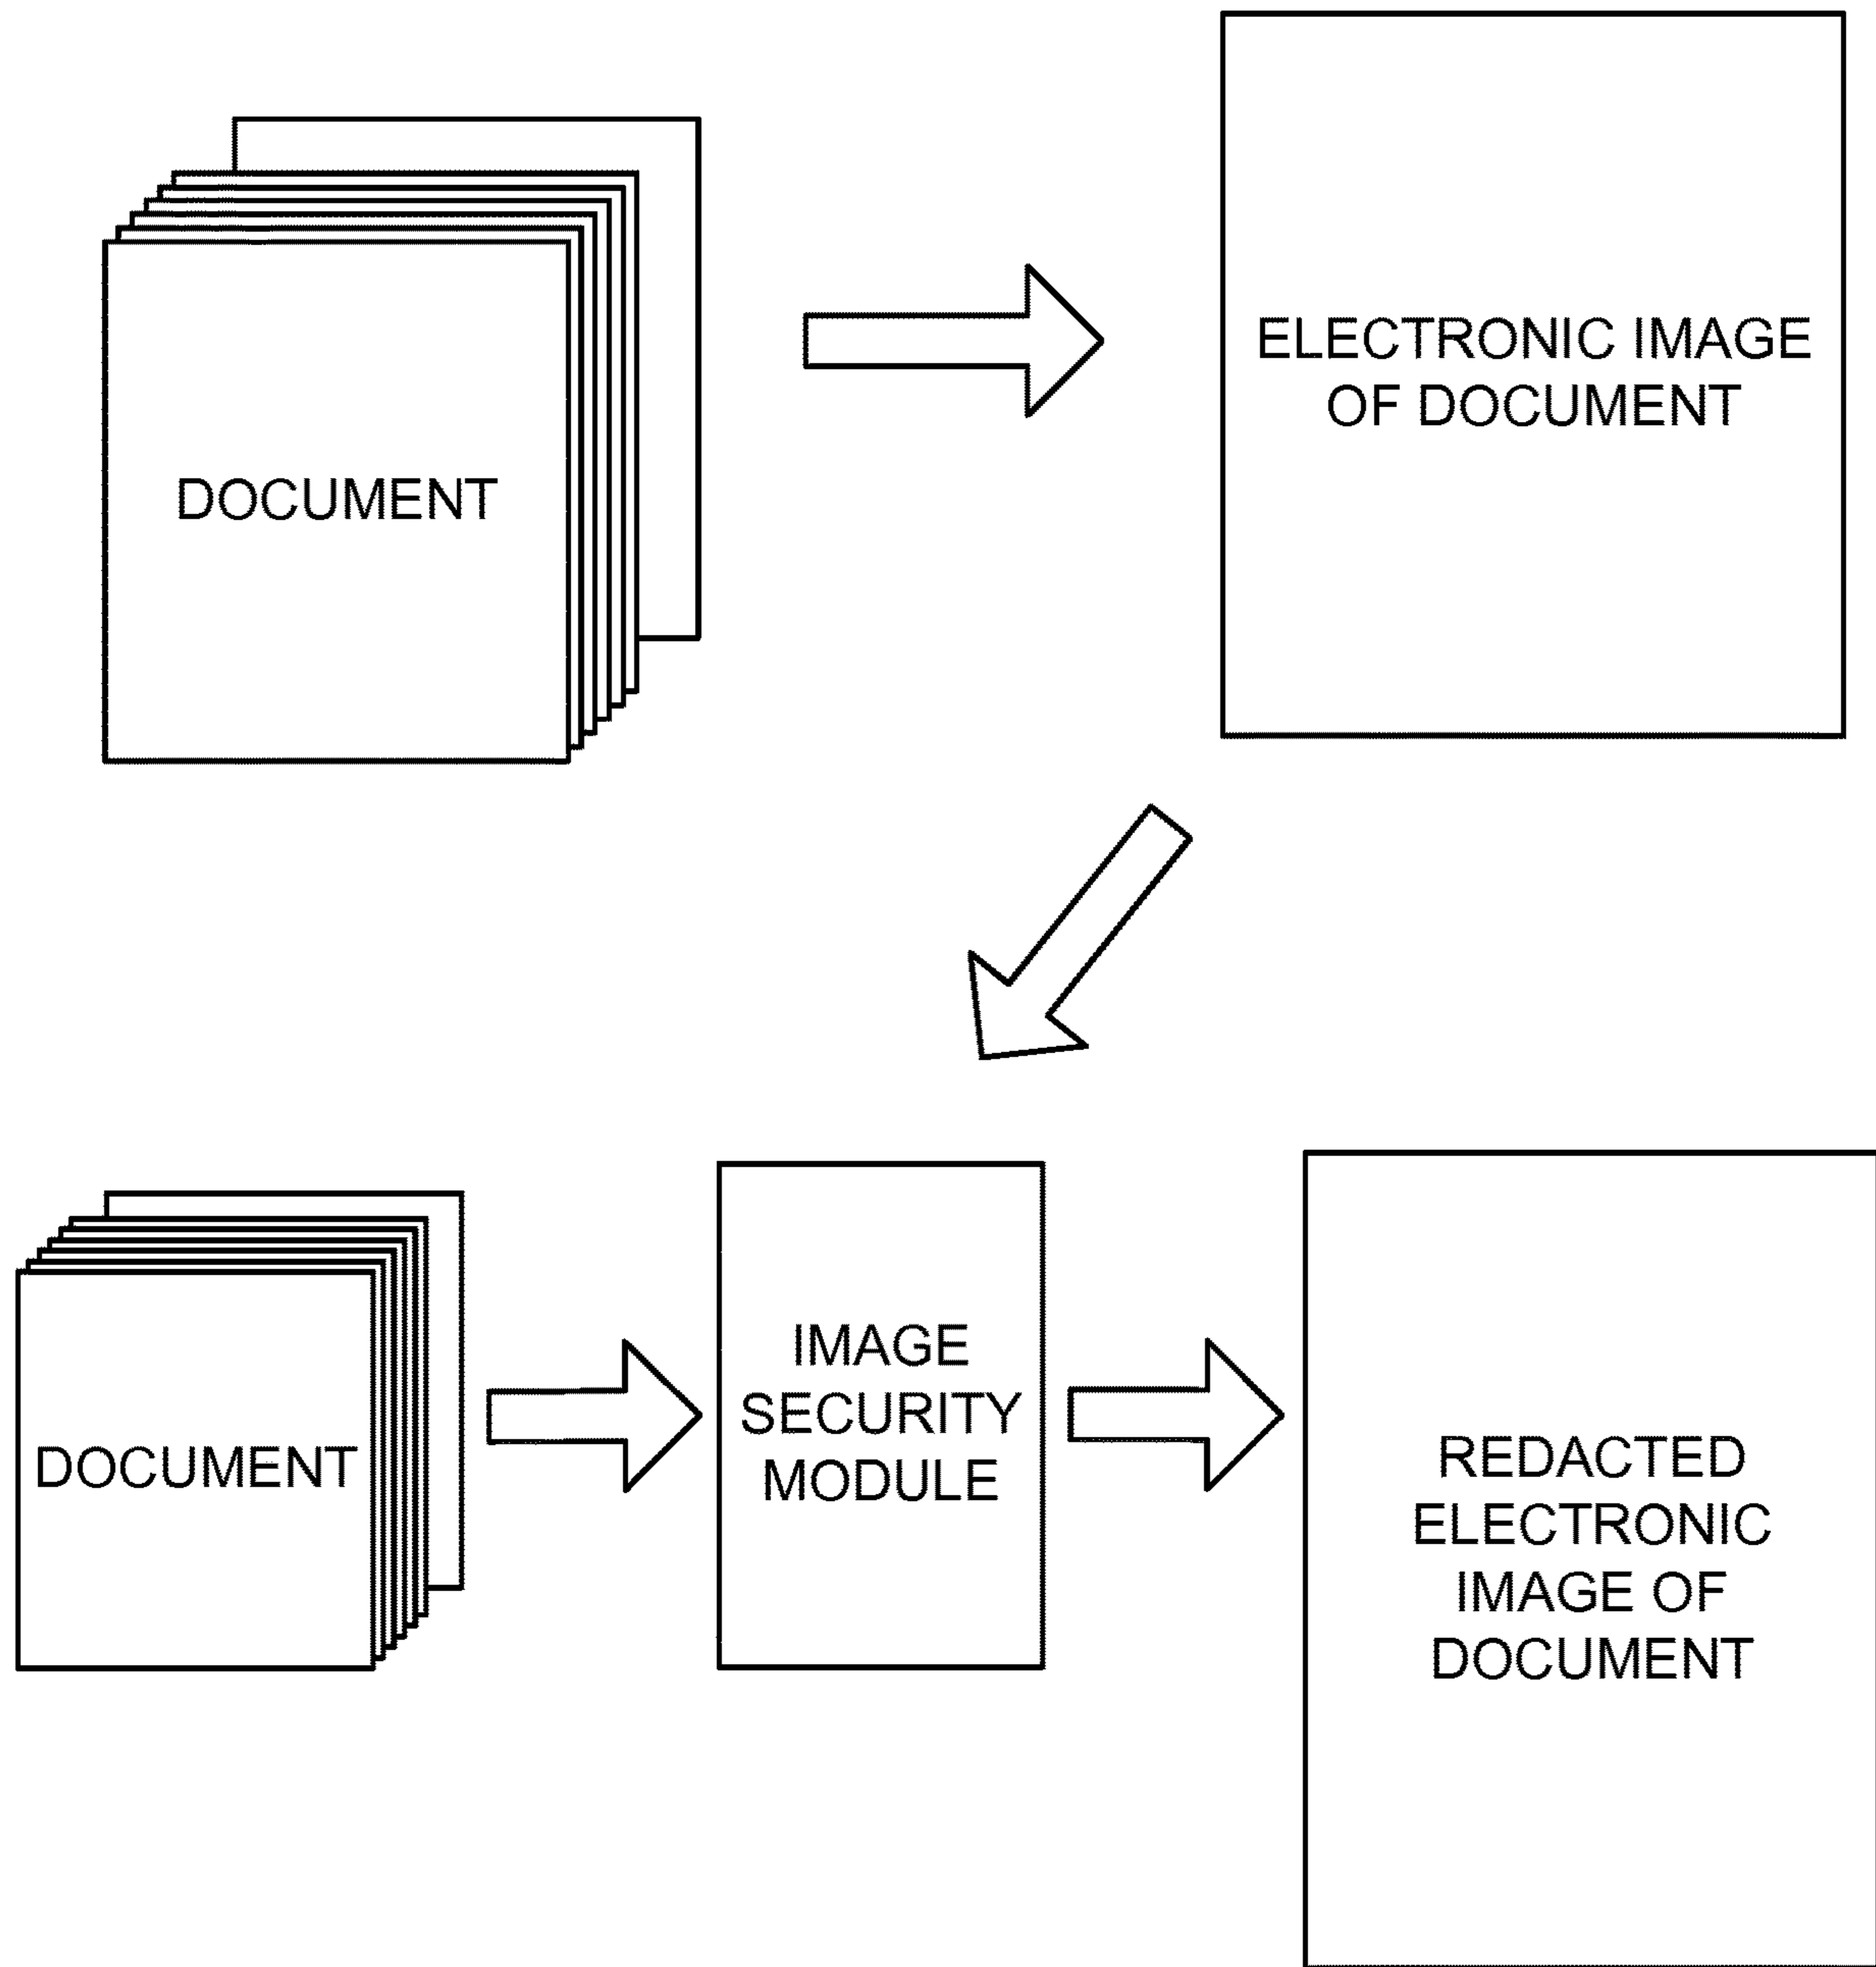 DOCUMENT
ELECTRONIC IMAGE
OF DOCUMENT
DOCUMENT
IMAGE
SECURITY
MODULE
REDACTED
ELECTRONIC
IMAGE OF
DOCUMENT